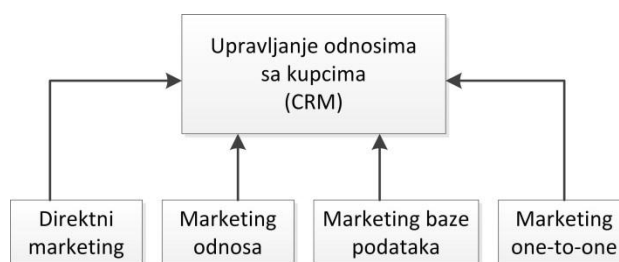 Upravljanje odnosima
sa kupcima
(CRM)
Direktni
marketing
Marketing
odnosa
Marketing baze
podataka
Marketing
one-to-one